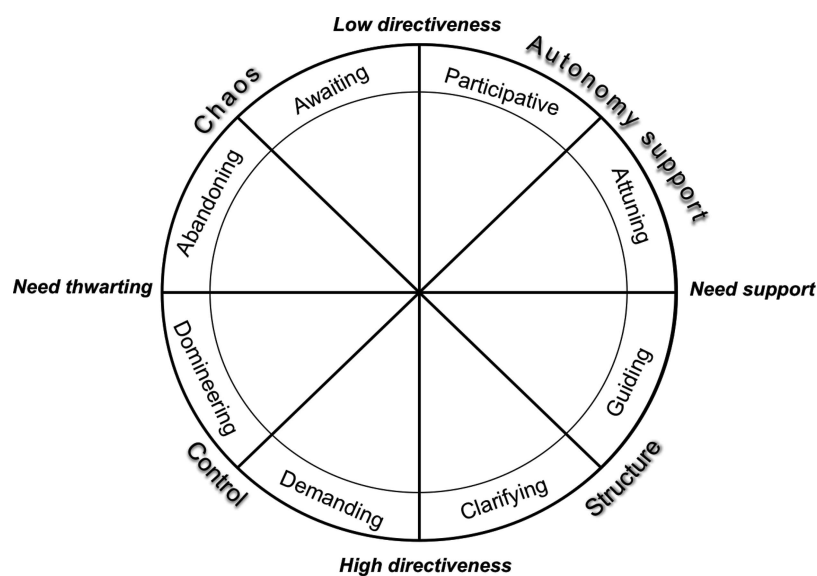 Low directiveness
Chaos
Autonomy support
Awaiting
Participative
Abandoning
Attuning
Need thwarting
Need support
Domineering
Guiding
Control
Structure
Demanding
Clarifying
High directiveness